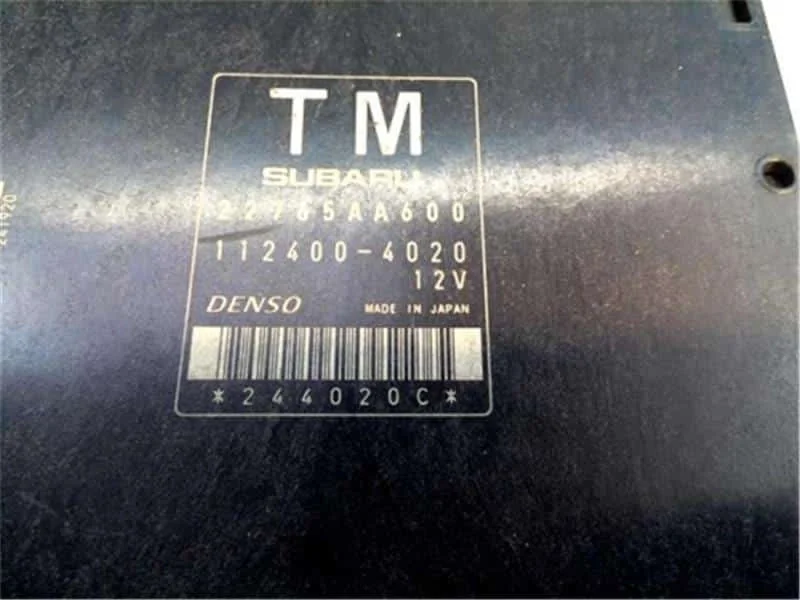 TM
SUBARU
22765AA600
112400-4020
12V
DENSO MADE IN JAPAN
*244020C*